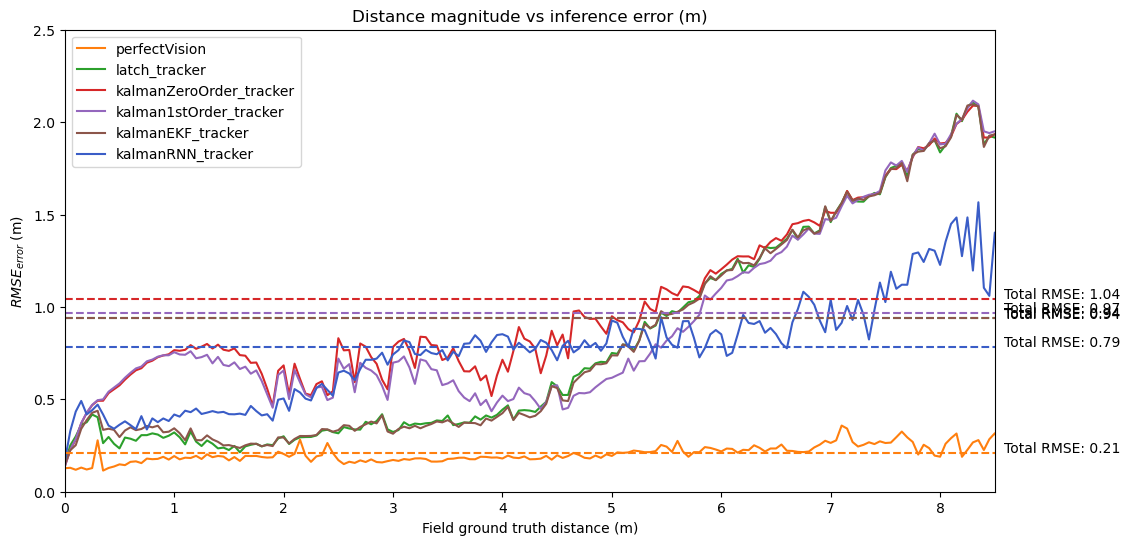 Distance magnitude vs inference error (m)
2.5
2.0
1.5
1.0
0.5
0.0
RMSE_error (m)
perfectVision
latch_tracker
kalmanZeroOrder_tracker
kalman1stOrder_tracker
kalmanEKF_tracker
kalmanRNN_tracker
Total RMSE: 1.04
Total RMSE: 0.97
Total RMSE: 0.94
Total RMSE: 0.79
Total RMSE: 0.21
0 1 2 3 4 5 6 7 8
Field ground truth distance (m)